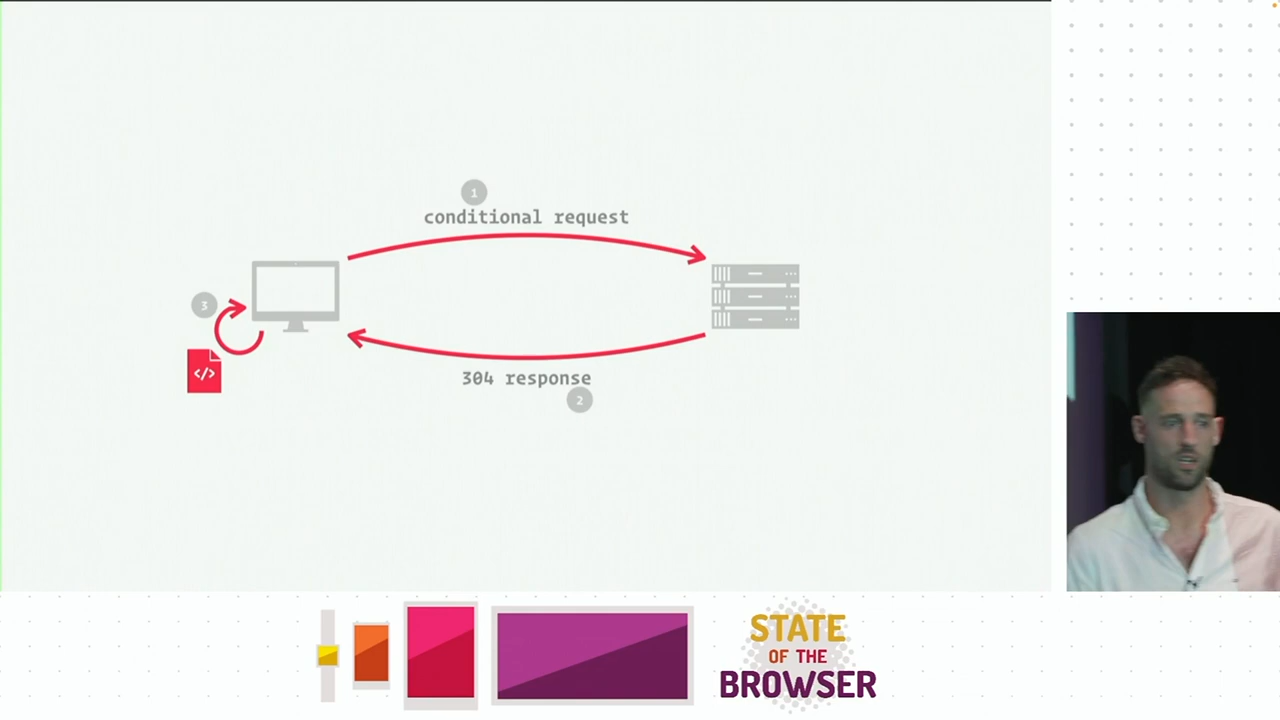 1
conditional request
3
</>
304 response
2
STATE
OF THE
BROWSER